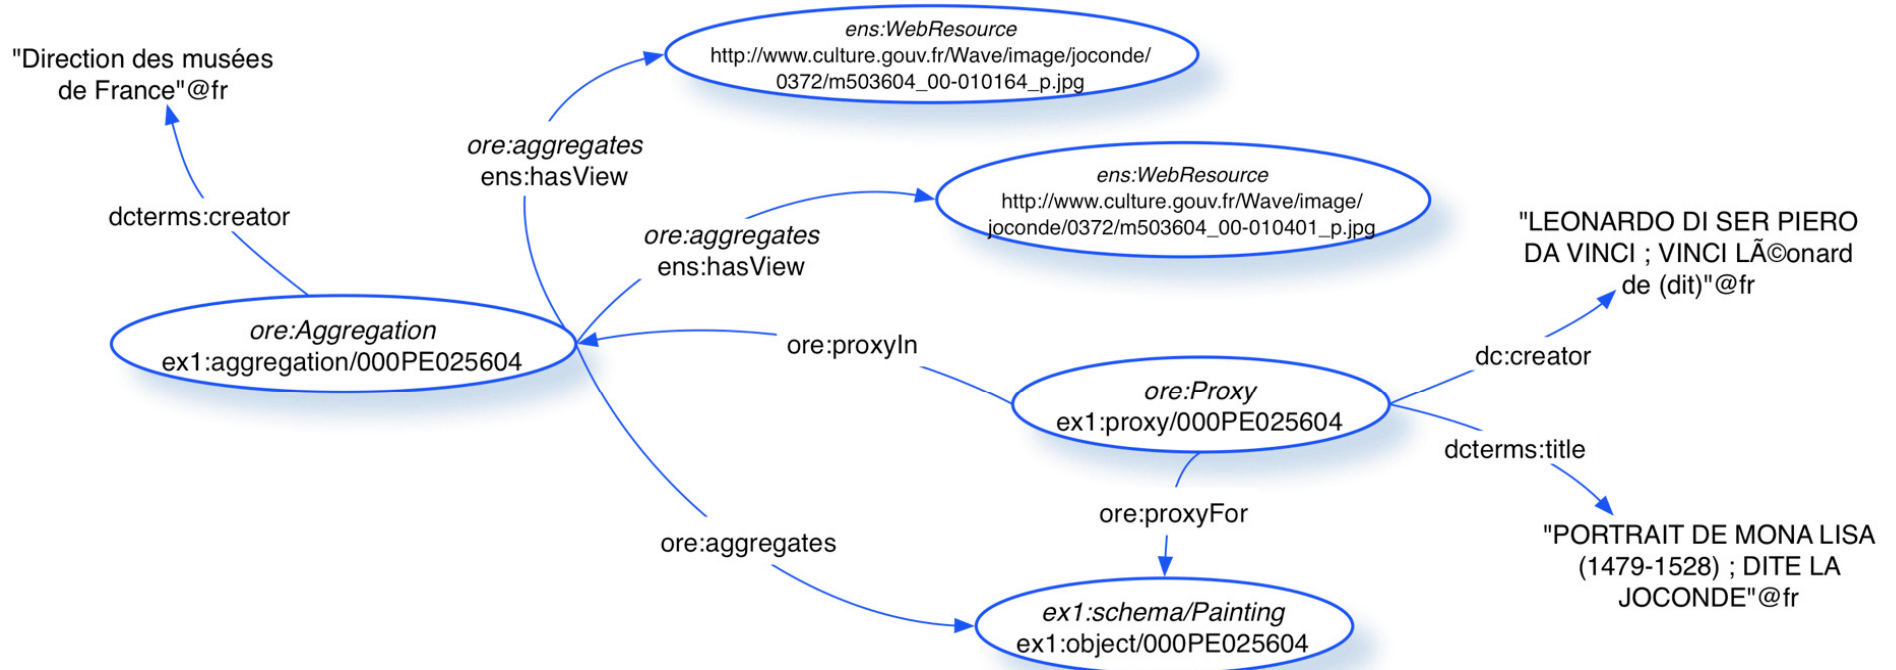 "Direction des musées
de France"@fr
dcterms:creator
ore:Aggregation
ex1:aggregation/000PE025604
ore:aggregates
ens:hasView
ens:WebResource
http://www.culture.gouv.fr/Wave/image/joconde/
0372/m503604_00-010164_p.jpg
ore:aggregates
ens:hasView
ens:WebResource
http://www.culture.gouv.fr/Wave/image/
joconde/0372/m503604_00-010401_p.jpg
ore:proxyIn
ore:Proxy
ex1:proxy/000PE025604
dc:creator
"LEONARDO DI SER PIERO
DA VINCI ; VINCI LÃ©onard
de (dit)"@fr
dcterms:title
"PORTRAIT DE MONA LISA
(1479-1528) ; DITE LA
JOCONDE"@fr
ore:proxyFor
ore:aggregates
ex1:schema/Painting
ex1:object/000PE025604